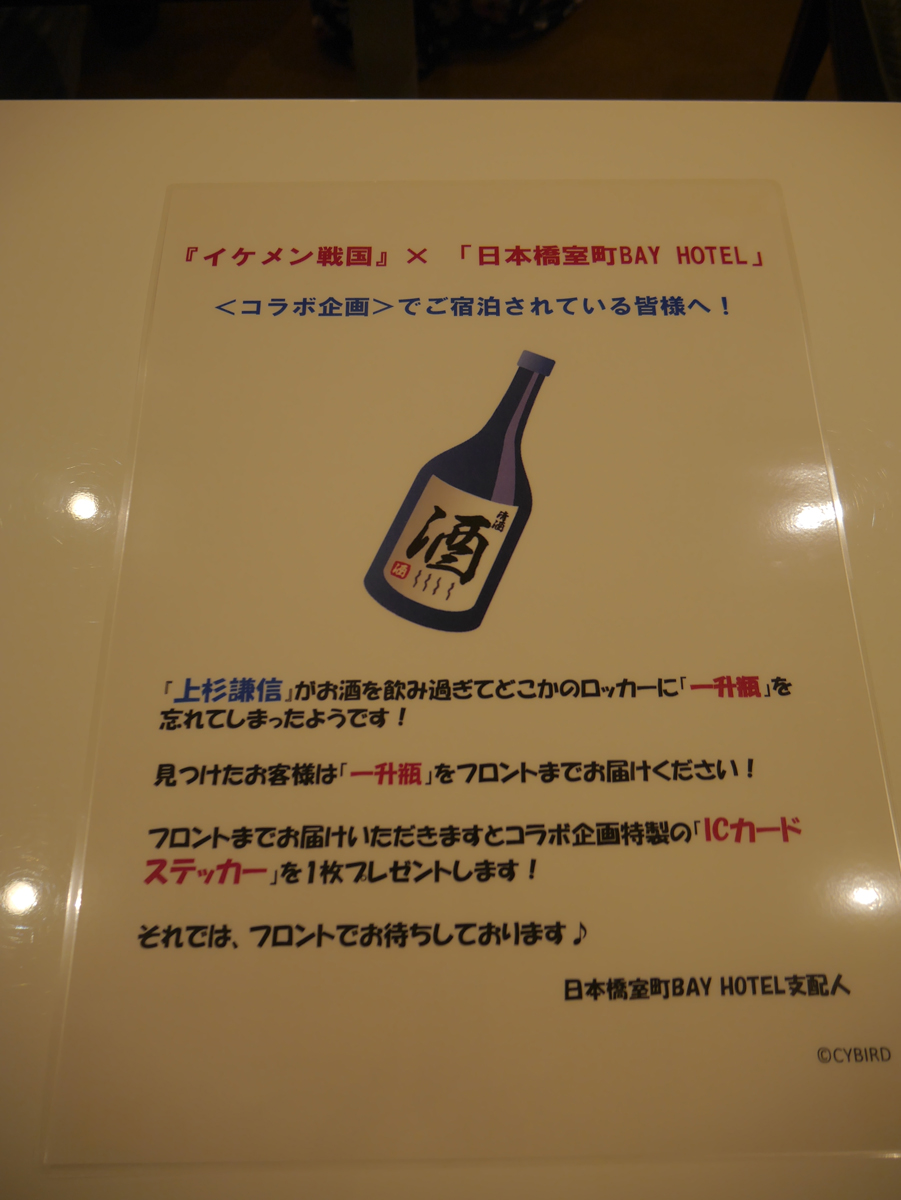 『イケメン戦国』×「日本橋室町BAY HOTEL」
＜コラボ企画＞でご宿泊されている皆様へ！
清酒
酒
『上杉謙信』がお酒を飲み過ぎてどこかのロッカーに「一升瓶」を
忘れてしまったようです！
見つけたお客様は「一升瓶」をフロントまでお届けください！
フロントまでお届けいただきますとコラボ企画特製の「ICカード
ステッカー」を1枚プレゼントします！
それでは、フロントでお待ちしております♪
日本橋室町BAY HOTEL支配人
©CYBIRD